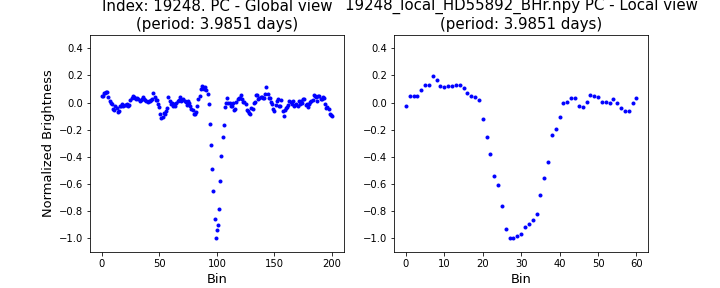 Index: 19248. PC - Global view
(period: 3.9851 days)
19248_local_HD55892_BHr.npy PC - Local view
(period: 3.9851 days)
Normalized Brightness
0.4
0.2
0.0
−0.2
−0.4
−0.6
−0.8
−1.0
0 50 100 150 200
Bin
0.4
0.2
0.0
−0.2
−0.4
−0.6
−0.8
−1.0
0 10 20 30 40 50 60
Bin